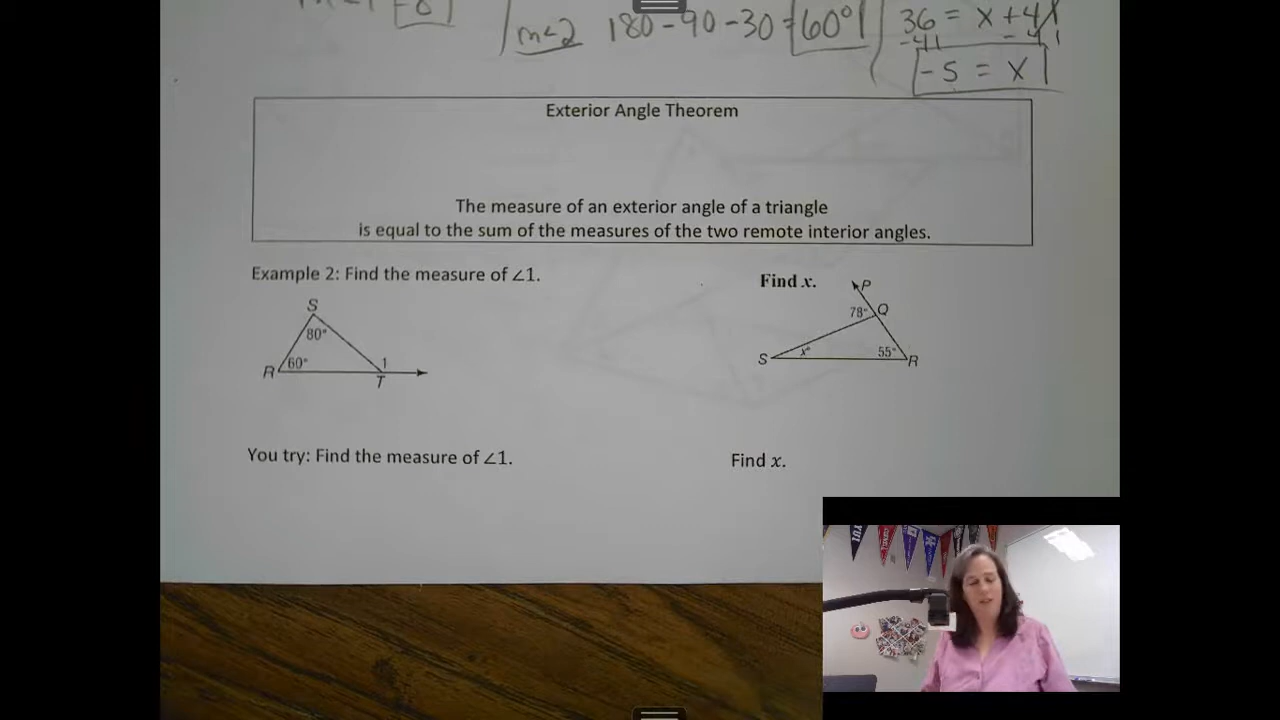 m<2 180-90-30=60°
36 = x+41
-41 -41
-5 = x
Exterior Angle Theorem
The measure of an exterior angle of a triangle
is equal to the sum of the measures of the two remote interior angles.
Example 2: Find the measure of ∠1.
Find x.
S
80°
R 60° 1
T
P
78° Q
S x° 55° R
You try: Find the measure of ∠1.
Find x.